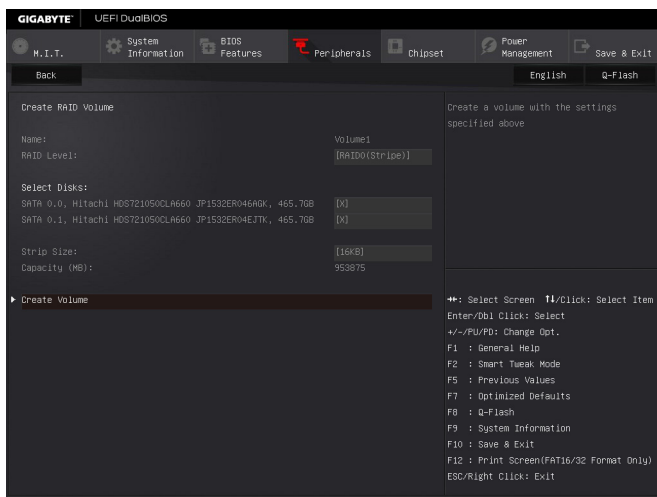 GIGABYTE™ UEFI DualBIOS
M.I.T.
System Information
BIOS Features
Peripherals
Chipset
Power Management
Save & Exit
Back
English
Q-Flash
Create RAID Volume
Name: Volume1
RAID Level: [RAID0(Stripe)]
Select Disks:
SATA 0.0, Hitachi HDS721050CLA660 JP1532ER046AGK, 465.7GB [X]
SATA 0.1, Hitachi HDS721050CLA660 JP1532ER04EJTK, 465.7GB [X]
Strip Size: [16KB]
Capacity (MB): 953875
Create Volume
Create a volume with the settings
specified above
→←: Select Screen ↑↓/Click: Select Item
Enter/Dbl Click: Select
+/-/PU/PD: Change Opt.
F1 : General Help
F2 : Smart Tweak Mode
F5 : Previous Values
F7 : Optimized Defaults
F8 : Q-Flash
F9 : System Information
F10 : Save & Exit
F12 : Print Screen(FAT16/32 Format Only)
ESC/Right Click: Exit